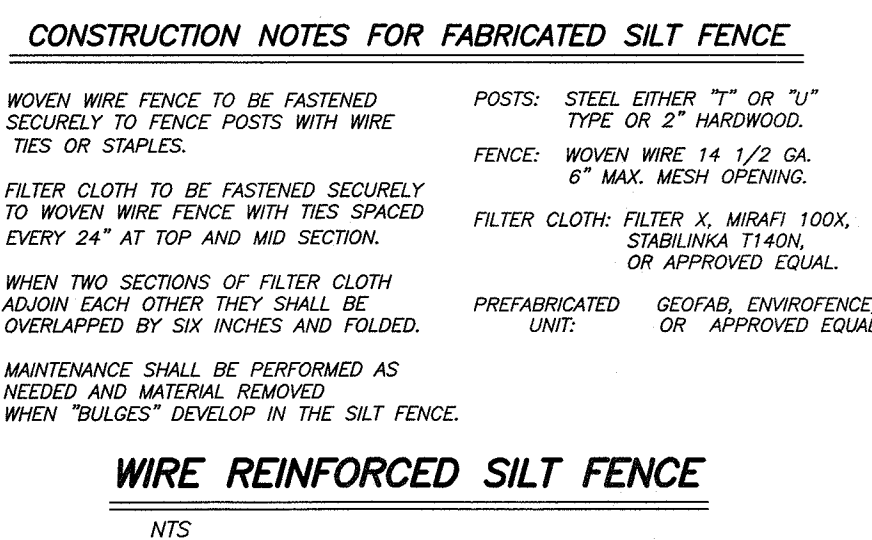 CONSTRUCTION NOTES FOR FABRICATED SILT FENCE
WOVEN WIRE FENCE TO BE FASTENED
SECURELY TO FENCE POSTS WITH WIRE
TIES OR STAPLES.
FILTER CLOTH TO BE FASTENED SECURELY
TO WOVEN WIRE FENCE WITH TIES SPACED
EVERY 24" AT TOP AND MID SECTION.
WHEN TWO SECTIONS OF FILTER CLOTH
ADJOIN EACH OTHER THEY SHALL BE
OVERLAPPED BY SIX INCHES AND FOLDED.
MAINTENANCE SHALL BE PERFORMED AS
NEEDED AND MATERIAL REMOVED
WHEN "BULGES" DEVELOP IN THE SILT FENCE.
POSTS: STEEL EITHER "T" OR "U"
TYPE OR 2" HARDWOOD.
FENCE: WOVEN WIRE 14 1/2 GA.
6" MAX. MESH OPENING.
FILTER CLOTH: FILTER X, MIRAFI 100X,
STABILINKA T140N,
OR APPROVED EQUAL.
PREFABRICATED GEOFAB, ENVIROFENCE,
UNIT: OR APPROVED EQUAL
WIRE REINFORCED SILT FENCE
NTS